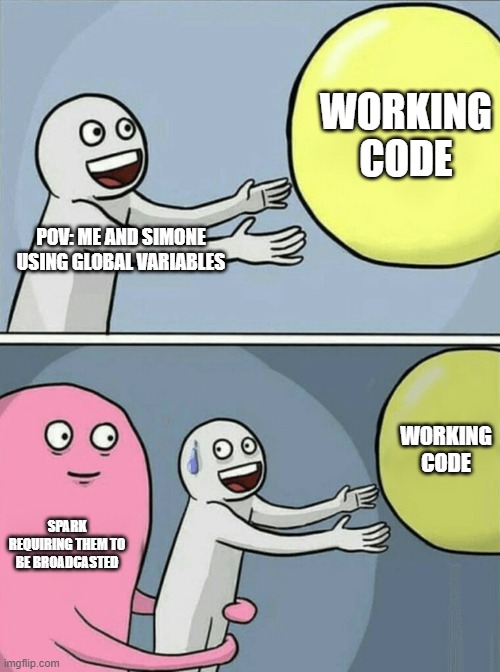 WORKING
CODE
POV: ME AND SIMONE
USING GLOBAL VARIABLES
WORKING
CODE
SPARK
REQUIRING THEM TO
BE BROADCASTED
imgflip.com